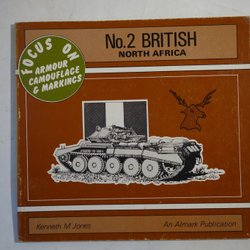 FOCUS ON
ARMOUR
CAMOUFLAGE
& MARKINGS
No.2 BRITISH
NORTH AFRICA
Kenneth M Jones
An Almark Publication